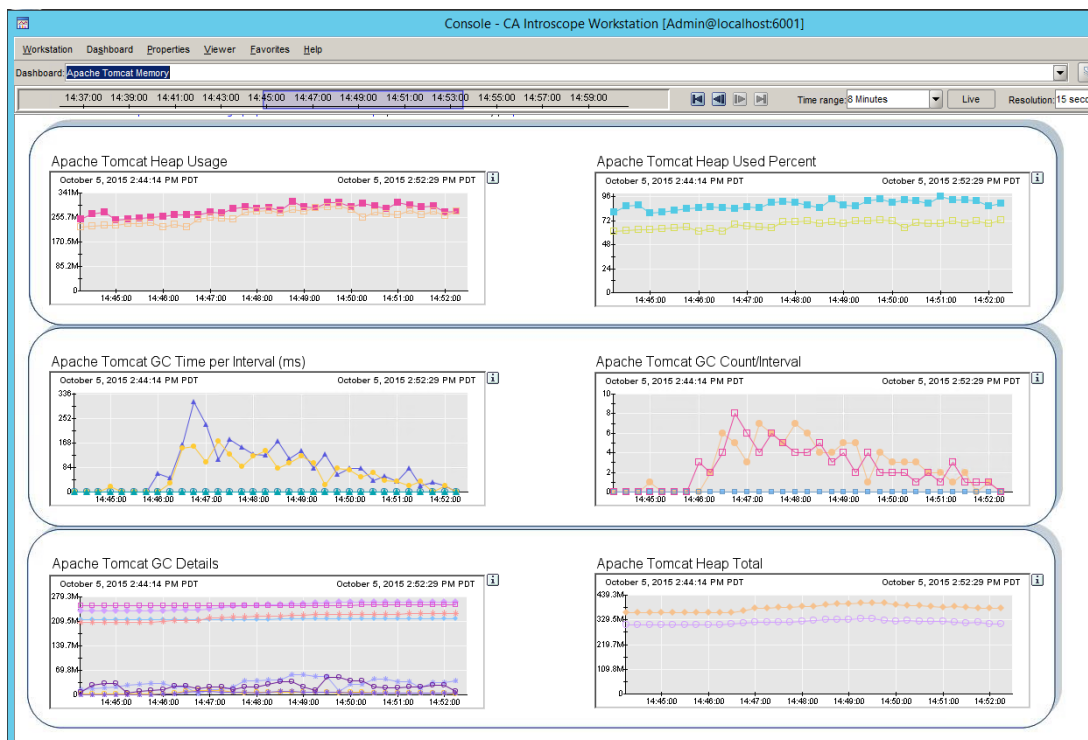 Console - CA Introscope Workstation [Admin@localhost:6001]
Workstation Dashboard Properties Viewer Favorites Help
Dashboard: Apache Tomcat Memory
14:37:00 14:39:00 14:41:00 14:43:00 14:45:00 14:47:00 14:49:00 14:51:00 14:53:00 14:55:00 14:57:00 14:59:00 Time range: 8 Minutes Live Resolution: 15 seco
Apache Tomcat Heap Usage
October 5, 2015 2:44:14 PM PDT October 5, 2015 2:52:29 PM PDT
341M
255.7M
170.5M
85.2M
0
14:45:00 14:46:00 14:47:00 14:48:00 14:49:00 14:50:00 14:51:00 14:52:00
Apache Tomcat Heap Used Percent
October 5, 2015 2:44:14 PM PDT October 5, 2015 2:52:29 PM PDT
96
72
48
24
0
14:45:00 14:46:00 14:47:00 14:48:00 14:49:00 14:50:00 14:51:00 14:52:00
Apache Tomcat GC Time per Interval (ms)
October 5, 2015 2:44:14 PM PDT October 5, 2015 2:52:29 PM PDT
336
252
168
84
0
14:45:00 14:46:00 14:47:00 14:48:00 14:49:00 14:50:00 14:51:00 14:52:00
Apache Tomcat GC Count/Interval
October 5, 2015 2:44:14 PM PDT October 5, 2015 2:52:29 PM PDT
10
8
6
4
2
0
14:45:00 14:46:00 14:47:00 14:48:00 14:49:00 14:50:00 14:51:00 14:52:00
Apache Tomcat GC Details
October 5, 2015 2:44:14 PM PDT October 5, 2015 2:52:29 PM PDT
279.3M
209.5M
139.7M
69.8M
0
14:45:00 14:46:00 14:47:00 14:48:00 14:49:00 14:50:00 14:51:00 14:52:00
Apache Tomcat Heap Total
October 5, 2015 2:44:14 PM PDT October 5, 2015 2:52:29 PM PDT
439.3M
329.5M
219.7M
109.8M
0
14:45:00 14:46:00 14:47:00 14:48:00 14:49:00 14:50:00 14:51:00 14:52:00